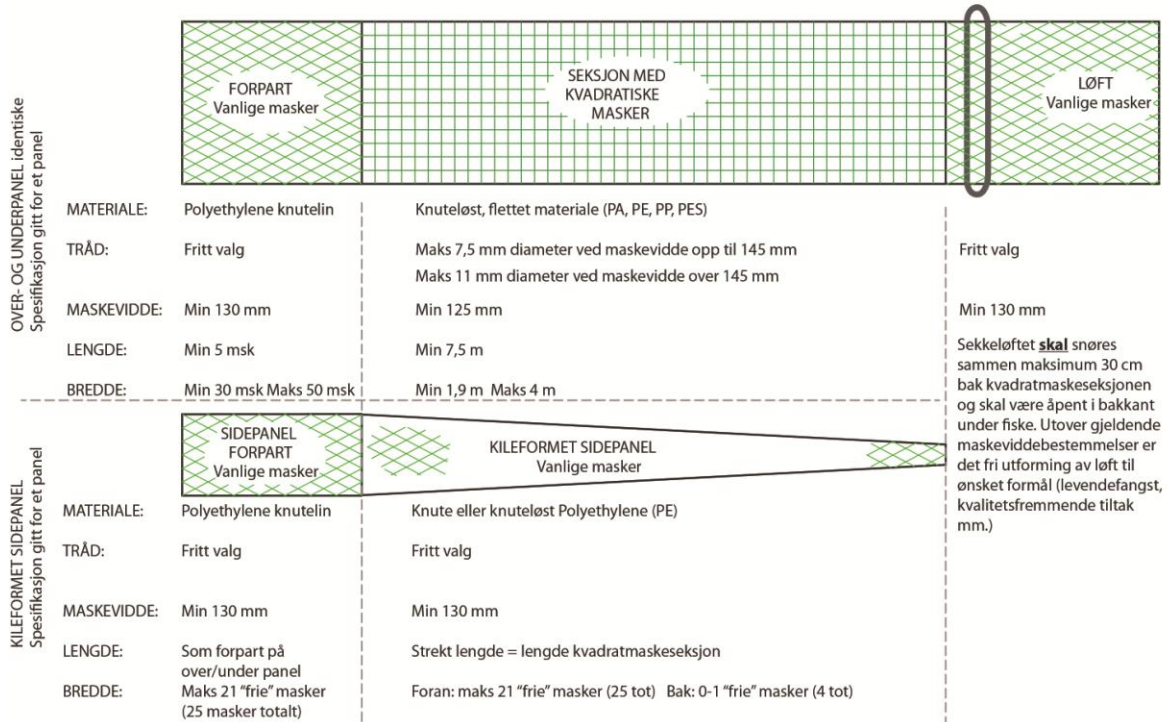 FORPART
Vanlige masker
SEKSJON MED
KVADRATISKE
MASKER
LØFT
Vanlige masker
OVER- OG UNDERPANEL identiske
Spesifikasjon gitt for et panel
MATERIALE: Polyethylene knutelin Knuteløst, flettet materiale (PA, PE, PP, PES)
TRÅD: Fritt valg Maks 7,5 mm diameter ved maskevidde opp til 145 mm Fritt valg
Maks 11 mm diameter ved maskevidde over 145 mm
MASKEVIDDE: Min 130 mm Min 125 mm Min 130 mm
LENGDE: Min 5 msk Min 7,5 m
BREDDE: Min 30 msk Maks 50 msk Min 1,9 m Maks 4 m
Sekkeløftet skal snøres
sammen maksimum 30 cm
bak kvadratmaskeseksjonen
og skal være åpent i bakkant
under fiske. Utover gjeldende
maskeviddebestemmelser er
det fri utforming av løft til
ønsket formål (levendefangst,
kvalitetsfremmende tiltak
mm.)
SIDEPANEL
FORPART
Vanlige masker
KILEFORMET SIDEPANEL
Vanlige masker
KILEFORMET SIDEPANEL
Spesifikasjon gitt for et panel
MATERIALE: Polyethylene knutelin Knute eller knuteløst Polyethylene (PE)
TRÅD: Fritt valg Fritt valg
MASKEVIDDE: Min 130 mm Min 130 mm
LENGDE: Som forpart på Strekt lengde = lengde kvadratmaskeseksjon
over/under panel
BREDDE: Maks 21 "frie" masker Foran: maks 21 "frie" masker (25 tot) Bak: 0-1 "frie" masker (4 tot)
(25 masker totalt)